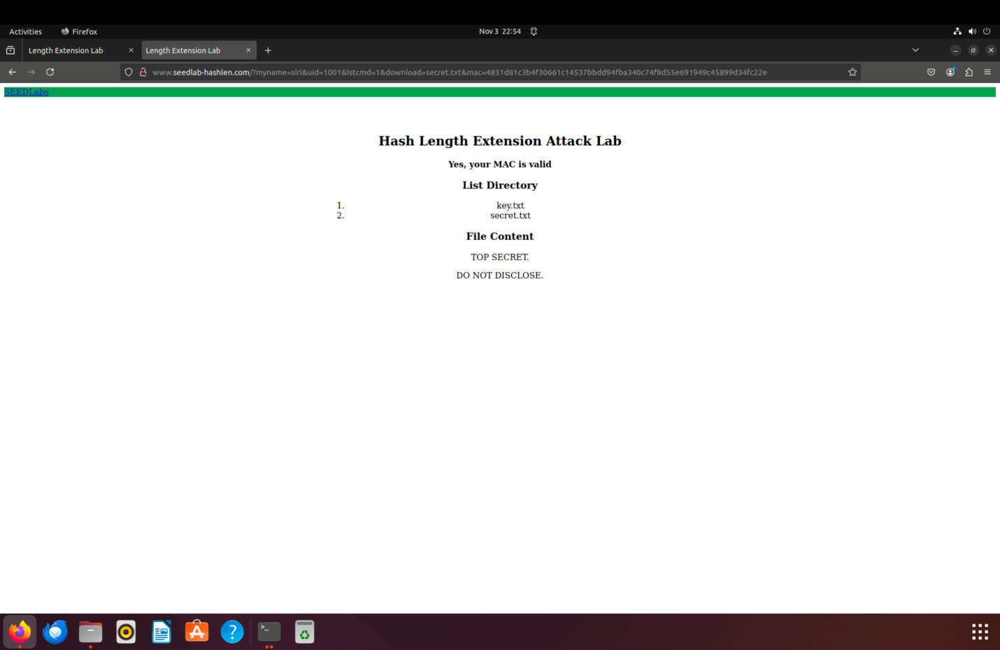 Activities Firefox Nov 3 22:54
Length Extension Lab Length Extension Lab
www.seedlab-hashlen.com/?myname=siri&uid=1001&lstcmd=1&download=secret.txt&mac=4831d81c3b4f30661c14537bbdd94fba340c74f8d55e691949c45899d34fc22e
SEEDLabs
Hash Length Extension Attack Lab
Yes, your MAC is valid
List Directory
1. key.txt
2. secret.txt
File Content
TOP SECRET.
DO NOT DISCLOSE.